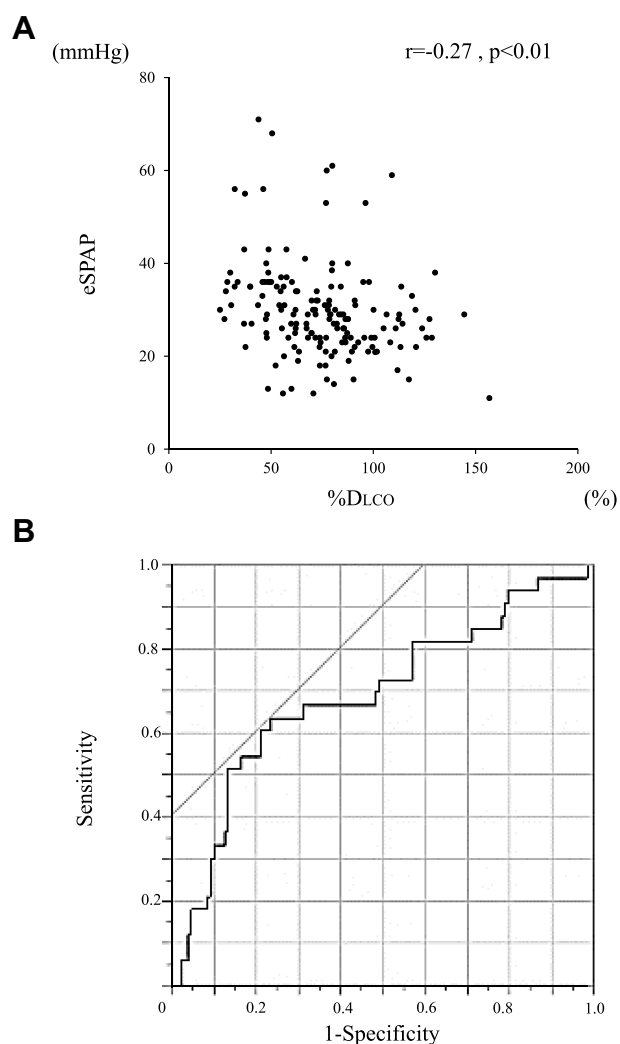 A
(mmHg)
r=-0.27 , p<0.01
80
60
40
20
0
eSPAP
0 50 100 150 200
%DLCO
(%)
B
1.0
0.8
0.6
0.4
0.2
Sensitivity
0 0.2 0.4 0.6 0.8 1.0
1-Specificity